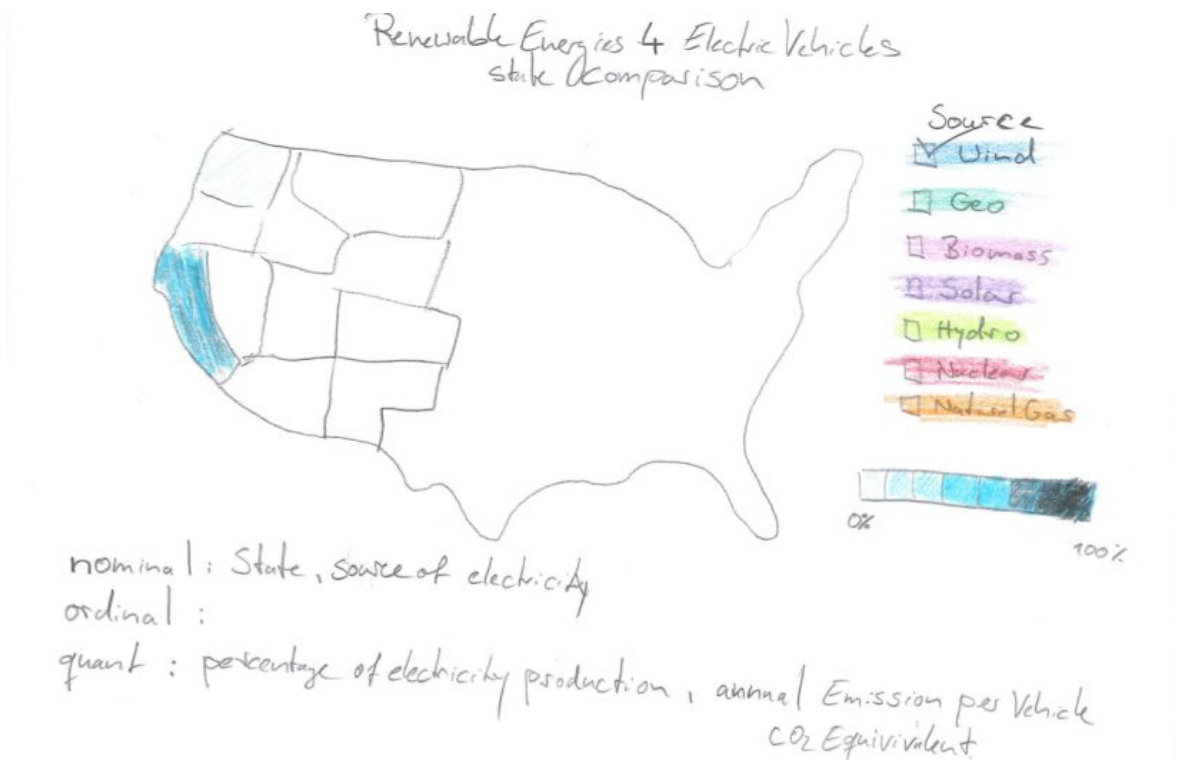 Renewable Energies 4 Electric Vehicles
state Comparison
Source
Wind
Geo
Biomass
Solar
Hydro
Nuclear
Natural Gas
0%
100%
nominal : State, source of electricity
ordinal :
quant : percentage of electricity production, annual Emission per Vehicle
CO2 Equivivalent